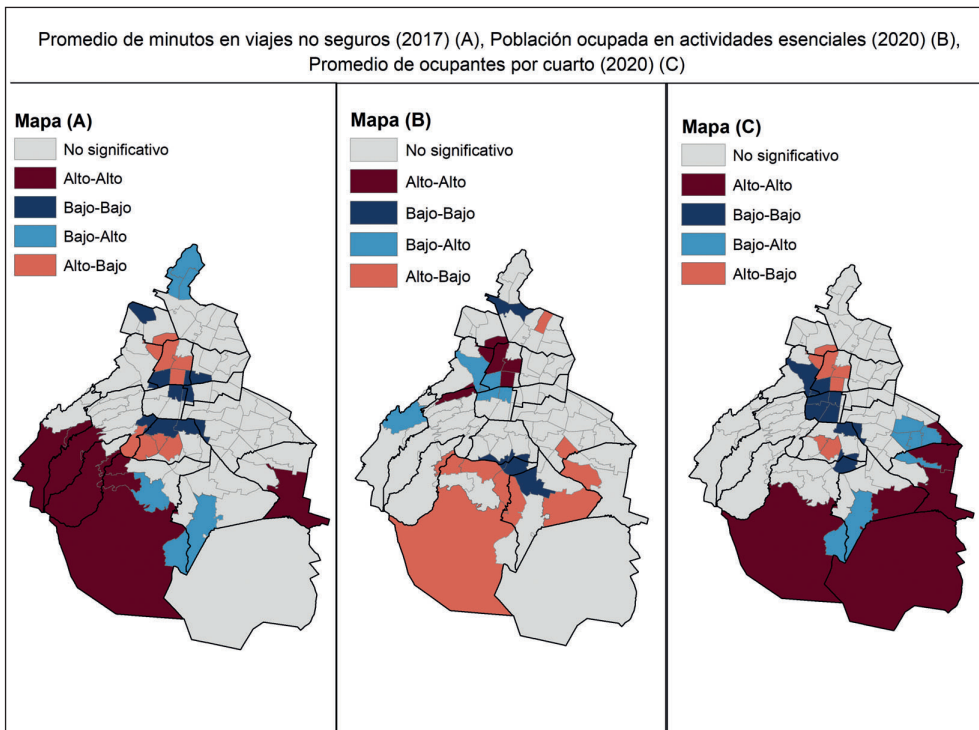 Promedio de minutos en viajes no seguros (2017) (A), Población ocupada en actividades esenciales (2020) (B),
Promedio de ocupantes por cuarto (2020) (C)
Mapa (A)
No significativo
Alto-Alto
Bajo-Bajo
Bajo-Alto
Alto-Bajo
Mapa (B)
No significativo
Alto-Alto
Bajo-Bajo
Bajo-Alto
Alto-Bajo
Mapa (C)
No significativo
Alto-Alto
Bajo-Bajo
Bajo-Alto
Alto-Bajo